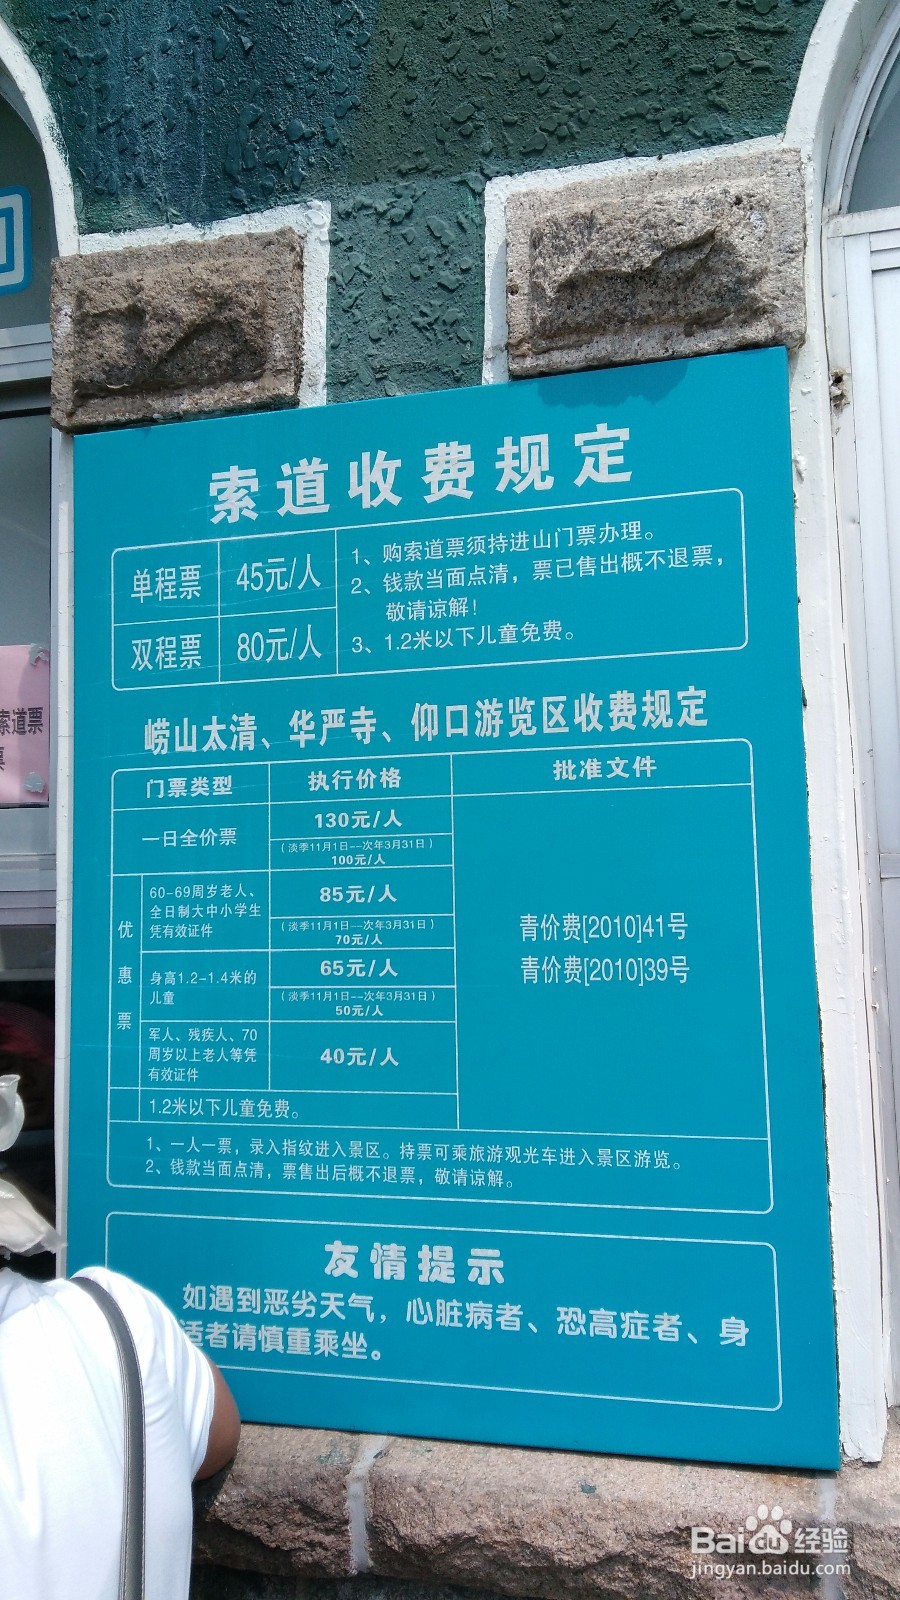 索道收费规定
单程票 45元/人
双程票 80元/人
1、购索道票须持进山门票办理。
2、钱款当面点清，票已售出概不退票，
敬请谅解！
3、1.2米以下儿童免费。
崂山太清、华严寺、仰口游览区收费规定
门票类型 执行价格 批准文件
一日全价票
130元/人
(淡季11月1日--次年3月31日)
100元/人
优惠票
60-69周岁老人、
全日制大中小学生
凭有效证件
85元/人
(淡季11月1日--次年3月31日)
70元/人
身高1.2-1.4米的
儿童
65元/人
(淡季11月1日--次年3月31日)
50元/人
军人、残疾人、70
周岁以上老人等凭
有效证件
40元/人
1.2米以下儿童免费。
青价费[2010]41号
青价费[2010]39号
1、一人一票，录入指纹进入景区。持票可乘旅游观光车进入景区游览。
2、钱款当面点清，票售出后概不退票，敬请谅解。
友情提示
如遇到恶劣天气，心脏病者、恐高症者、身
适者请慎重乘坐。
索道票
票
Baidu经验
jingyan.baidu.com